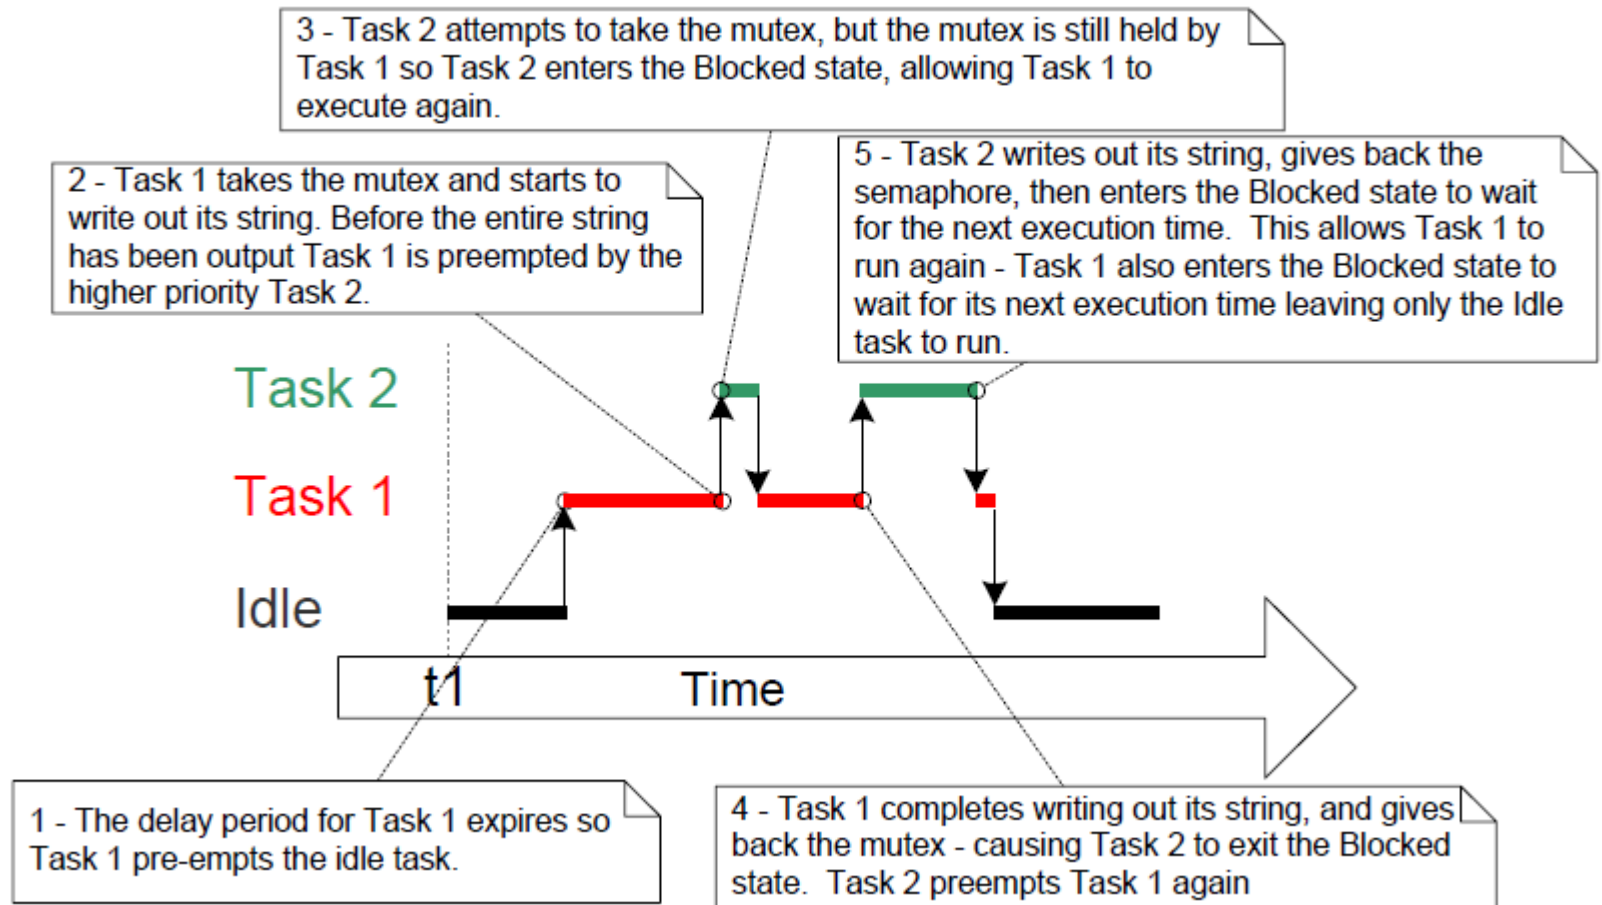 3 - Task 2 attempts to take the mutex, but the mutex is still held by
Task 1 so Task 2 enters the Blocked state, allowing Task 1 to
execute again.
2 - Task 1 takes the mutex and starts to
write out its string. Before the entire string
has been output Task 1 is preempted by the
higher priority Task 2.
5 - Task 2 writes out its string, gives back the
semaphore, then enters the Blocked state to wait
for the next execution time.  This allows Task 1 to
run again - Task 1 also enters the Blocked state to
wait for its next execution time leaving only the Idle
task to run.
Task 2
Task 1
Idle
t1
Time
1 - The delay period for Task 1 expires so
Task 1 pre-empts the idle task.
4 - Task 1 completes writing out its string, and gives
back the mutex - causing Task 2 to exit the Blocked
state.  Task 2 preempts Task 1 again